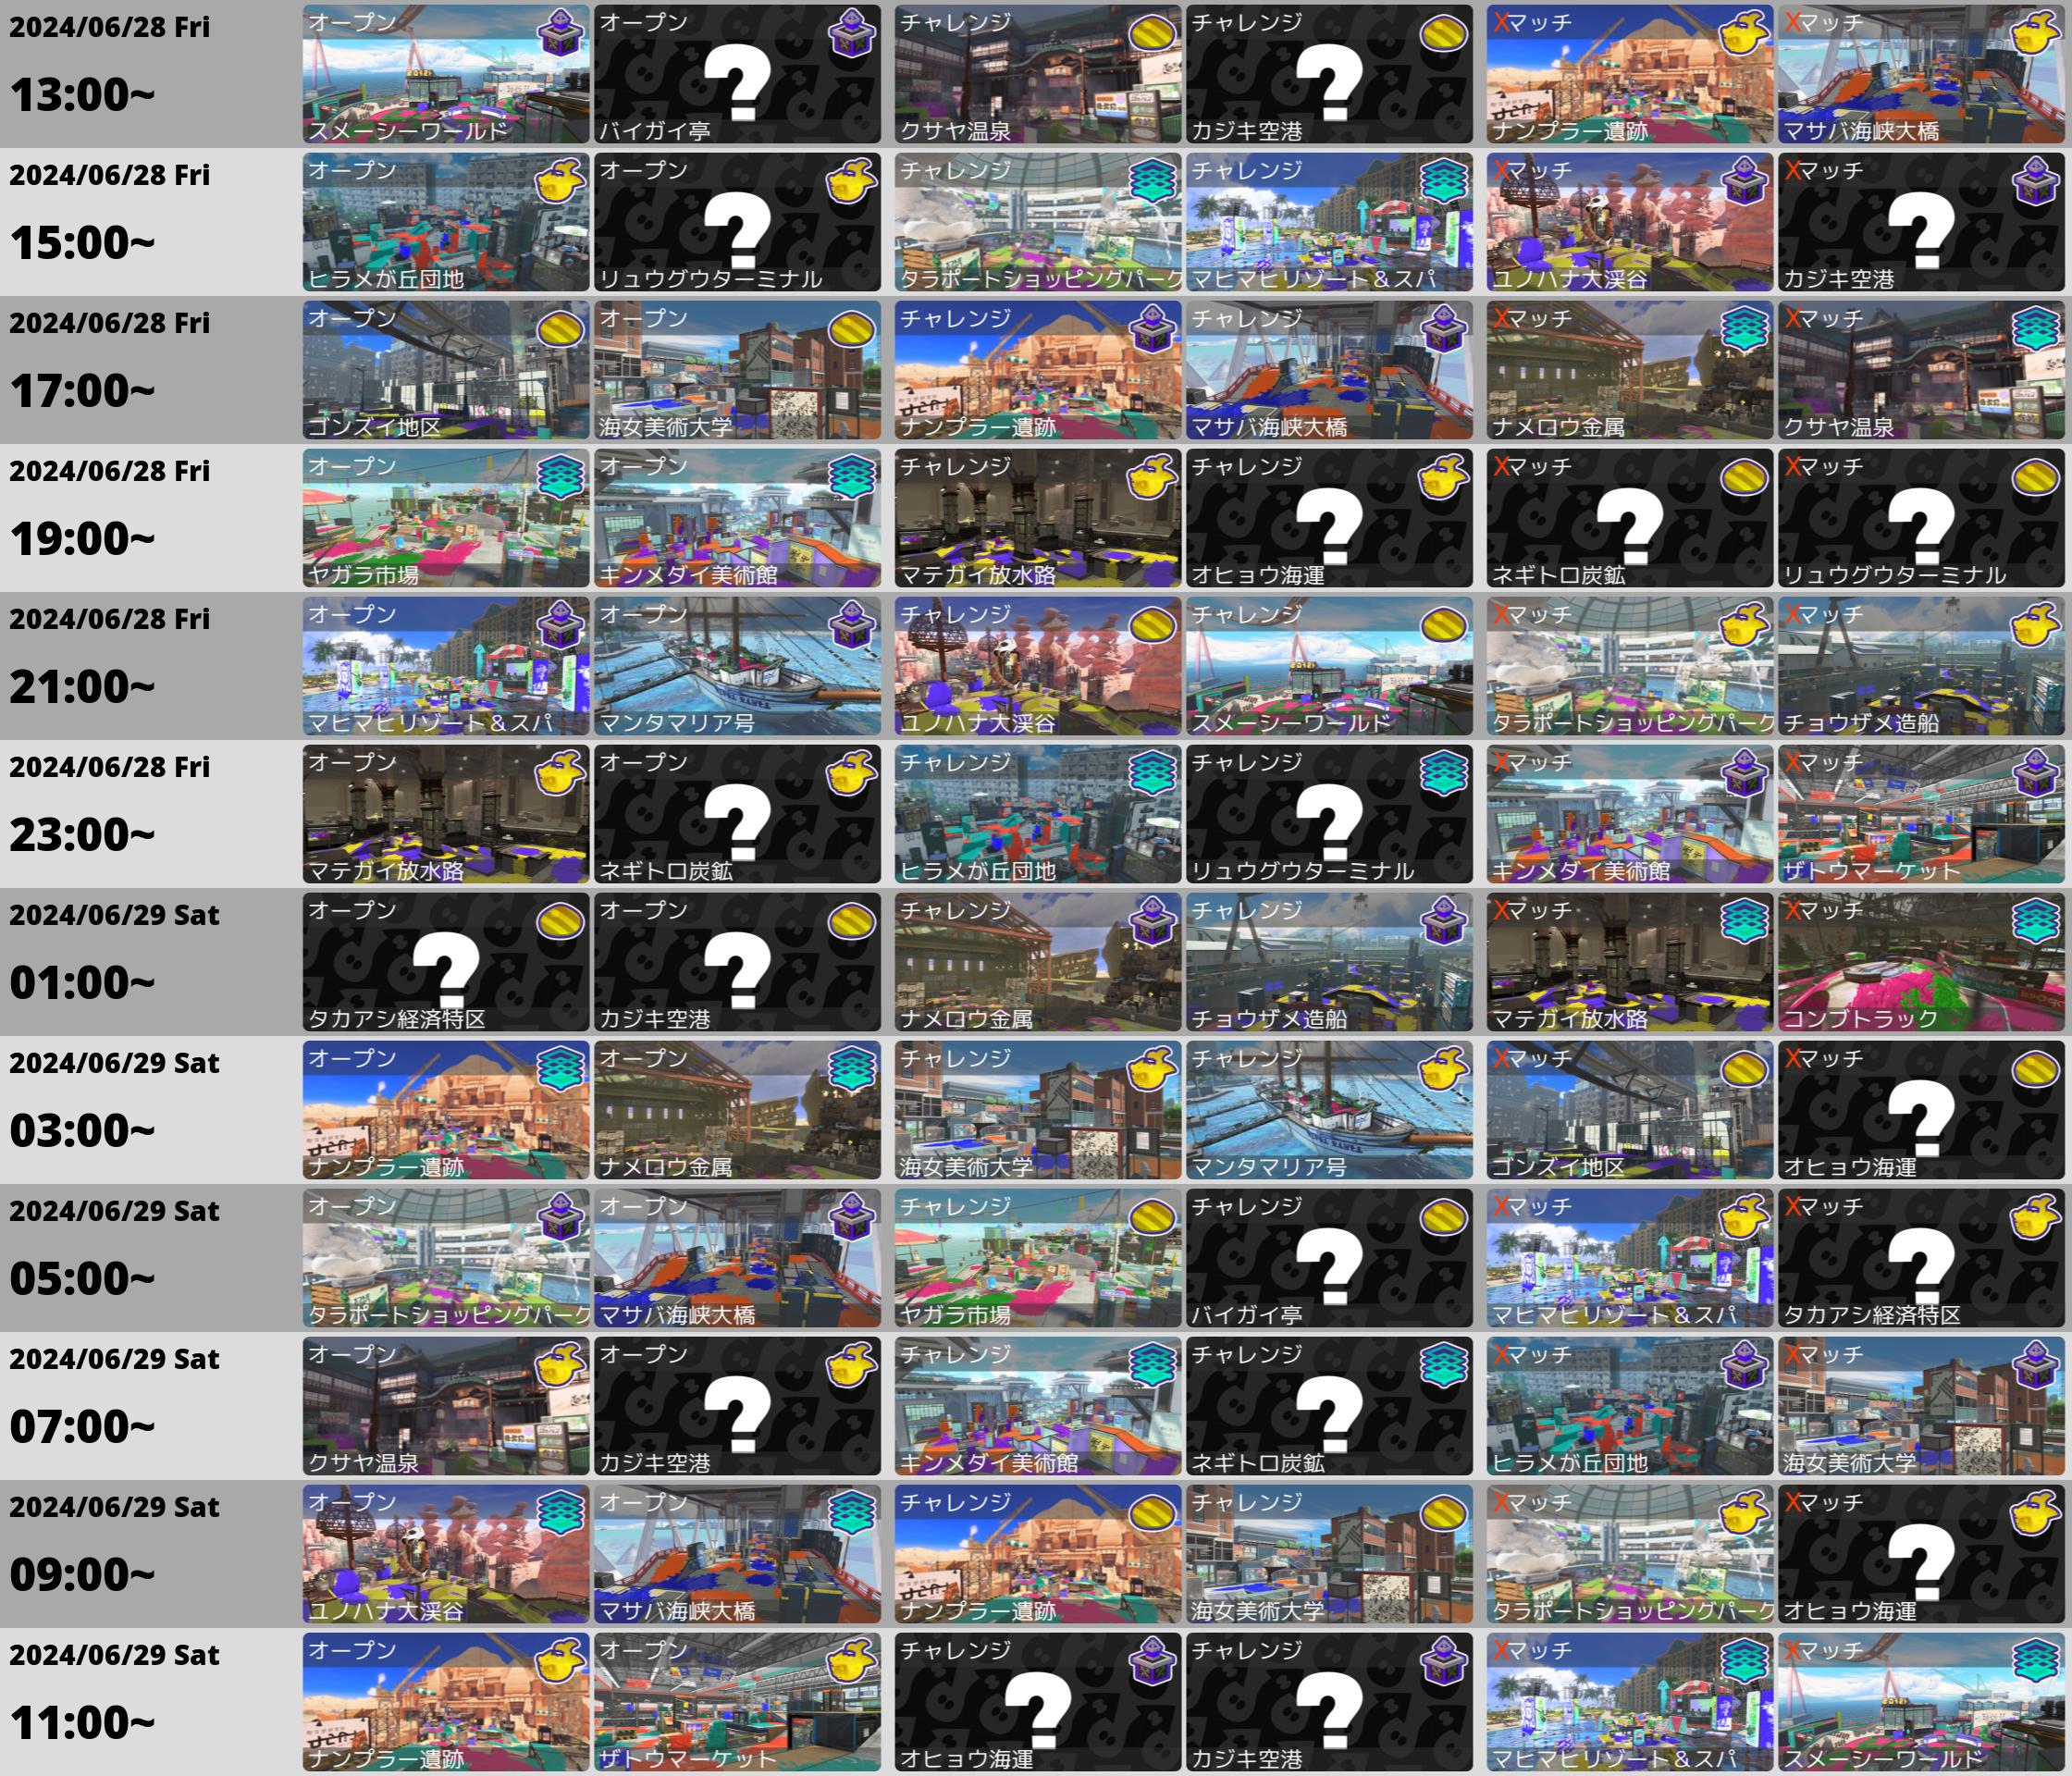 2024/06/28 Fri
13:00~
オープン
スメーシーワールド
オープン
バイガイ亭
チャレンジ
クサヤ温泉
チャレンジ
カジキ空港
Xマッチ
ナンプラー遺跡
Xマッチ
マサバ海峡大橋
2024/06/28 Fri
15:00~
オープン
ヒラメが丘団地
オープン
リュウグウターミナル
チャレンジ
タラポートショッピングパーク
チャレンジ
マヒマヒリゾート&スパ
Xマッチ
ユノハナ大渓谷
Xマッチ
カジキ空港
2024/06/28 Fri
17:00~
オープン
ゴンズイ地区
オープン
海女美術大学
チャレンジ
ナンプラー遺跡
チャレンジ
マサバ海峡大橋
Xマッチ
ナメロウ金属
Xマッチ
クサヤ温泉
2024/06/28 Fri
19:00~
オープン
ヤガラ市場
オープン
キンメダイ美術館
チャレンジ
マテガイ放水路
チャレンジ
オヒョウ海運
Xマッチ
ネギトロ炭鉱
Xマッチ
リュウグウターミナル
2024/06/28 Fri
21:00~
オープン
マヒマヒリゾート&スパ
オープン
マンタマリア号
チャレンジ
ユノハナ大渓谷
チャレンジ
スメーシーワールド
Xマッチ
タラポートショッピングパーク
Xマッチ
チョウザメ造船
2024/06/28 Fri
23:00~
オープン
マテガイ放水路
オープン
ネギトロ炭鉱
チャレンジ
ヒラメが丘団地
チャレンジ
リュウグウターミナル
Xマッチ
キンメダイ美術館
Xマッチ
ザトウマーケット
2024/06/29 Sat
01:00~
オープン
タカアシ経済特区
オープン
カジキ空港
チャレンジ
ナメロウ金属
チャレンジ
チョウザメ造船
Xマッチ
マテガイ放水路
Xマッチ
コンブトラック
2024/06/29 Sat
03:00~
オープン
ナンプラー遺跡
オープン
ナメロウ金属
チャレンジ
海女美術大学
チャレンジ
マンタマリア号
Xマッチ
ゴンズイ地区
Xマッチ
オヒョウ海運
2024/06/29 Sat
05:00~
オープン
タラポートショッピングパーク
オープン
マサバ海峡大橋
チャレンジ
ヤガラ市場
チャレンジ
バイガイ亭
Xマッチ
マヒマヒリゾート&スパ
Xマッチ
タカアシ経済特区
2024/06/29 Sat
07:00~
オープン
クサヤ温泉
オープン
カジキ空港
チャレンジ
キンメダイ美術館
チャレンジ
ネギトロ炭鉱
Xマッチ
ヒラメが丘団地
Xマッチ
海女美術大学
2024/06/29 Sat
09:00~
オープン
ユノハナ大渓谷
オープン
マサバ海峡大橋
チャレンジ
ナンプラー遺跡
チャレンジ
海女美術大学
Xマッチ
タラポートショッピングパーク
Xマッチ
オヒョウ海運
2024/06/29 Sat
11:00~
オープン
ナンプラー遺跡
オープン
ザトウマーケット
チャレンジ
オヒョウ海運
チャレンジ
カジキ空港
Xマッチ
マヒマヒリゾート&スパ
Xマッチ
スメーシーワールド